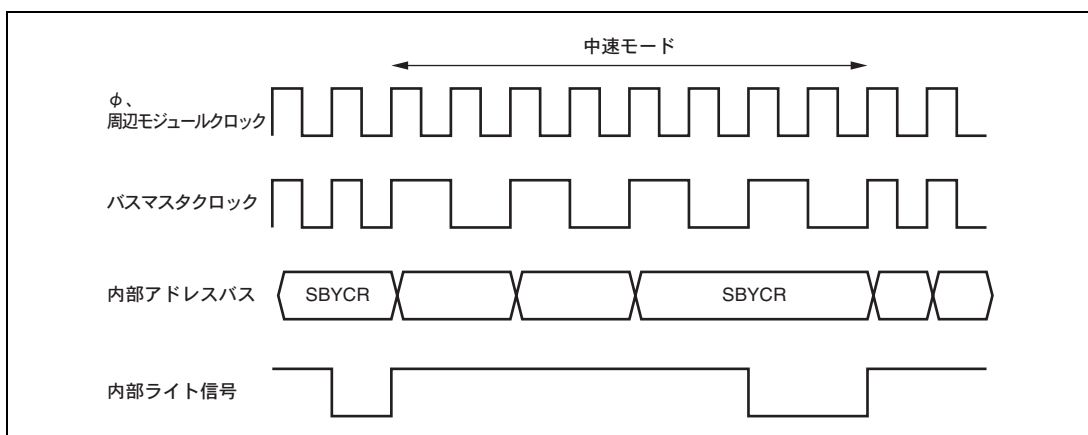 中速モード
φ、
周辺モジュールクロック
バスマスタクロック
内部アドレスバス
SBYCR
SBYCR
内部ライト信号